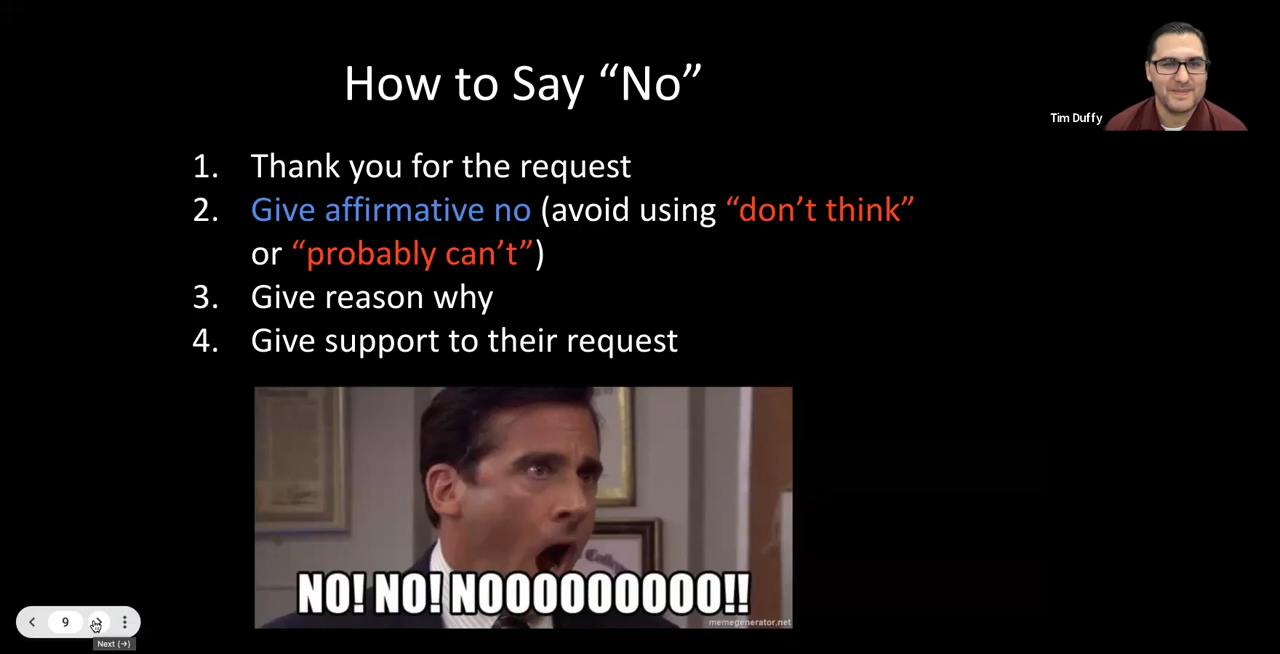 How to Say “No”
Tim Duffy
1. Thank you for the request
2. Give affirmative no (avoid using “don’t think”
or “probably can’t”)
3. Give reason why
4. Give support to their request
NO! NO! NOOOOOOOOO!!
memegenerator.net
9
Next (→)